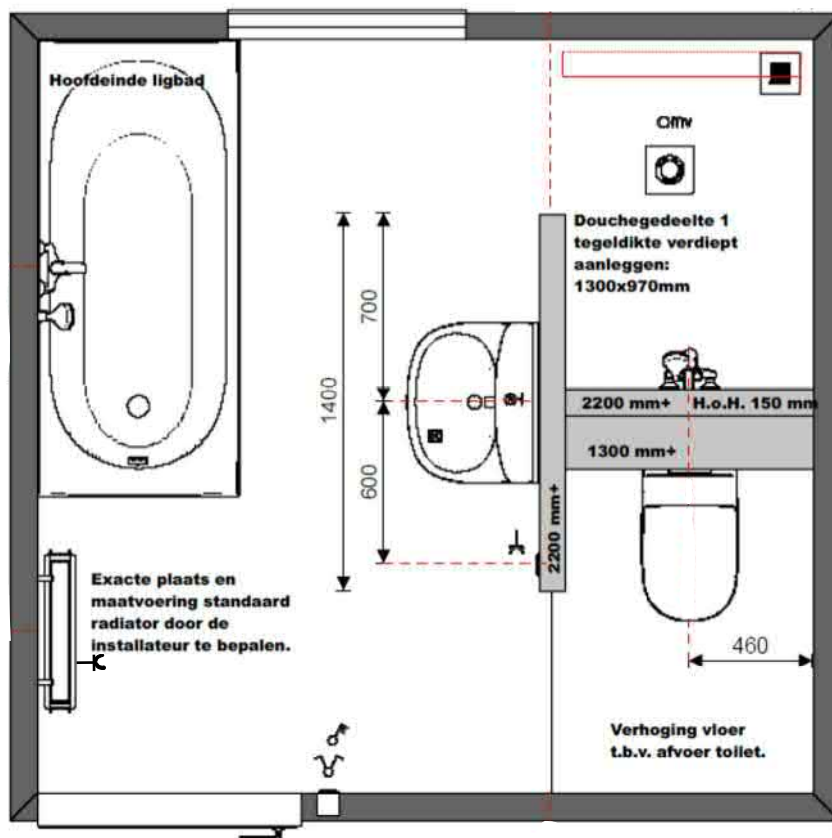 Hoofdeinde ligbad
Omv
Douchegedeelte 1
tegeldikte verdiept
aanleggen:
1300x970mm
700
1400
600
2200 mm+ H.o.H. 150 mm
1300 mm+
2200 mm+
Exacte plaats en
maatvoering standaard
radiator door de
installateur te bepalen.
460
Verhoging vloer
t.b.v. afvoer toilet.